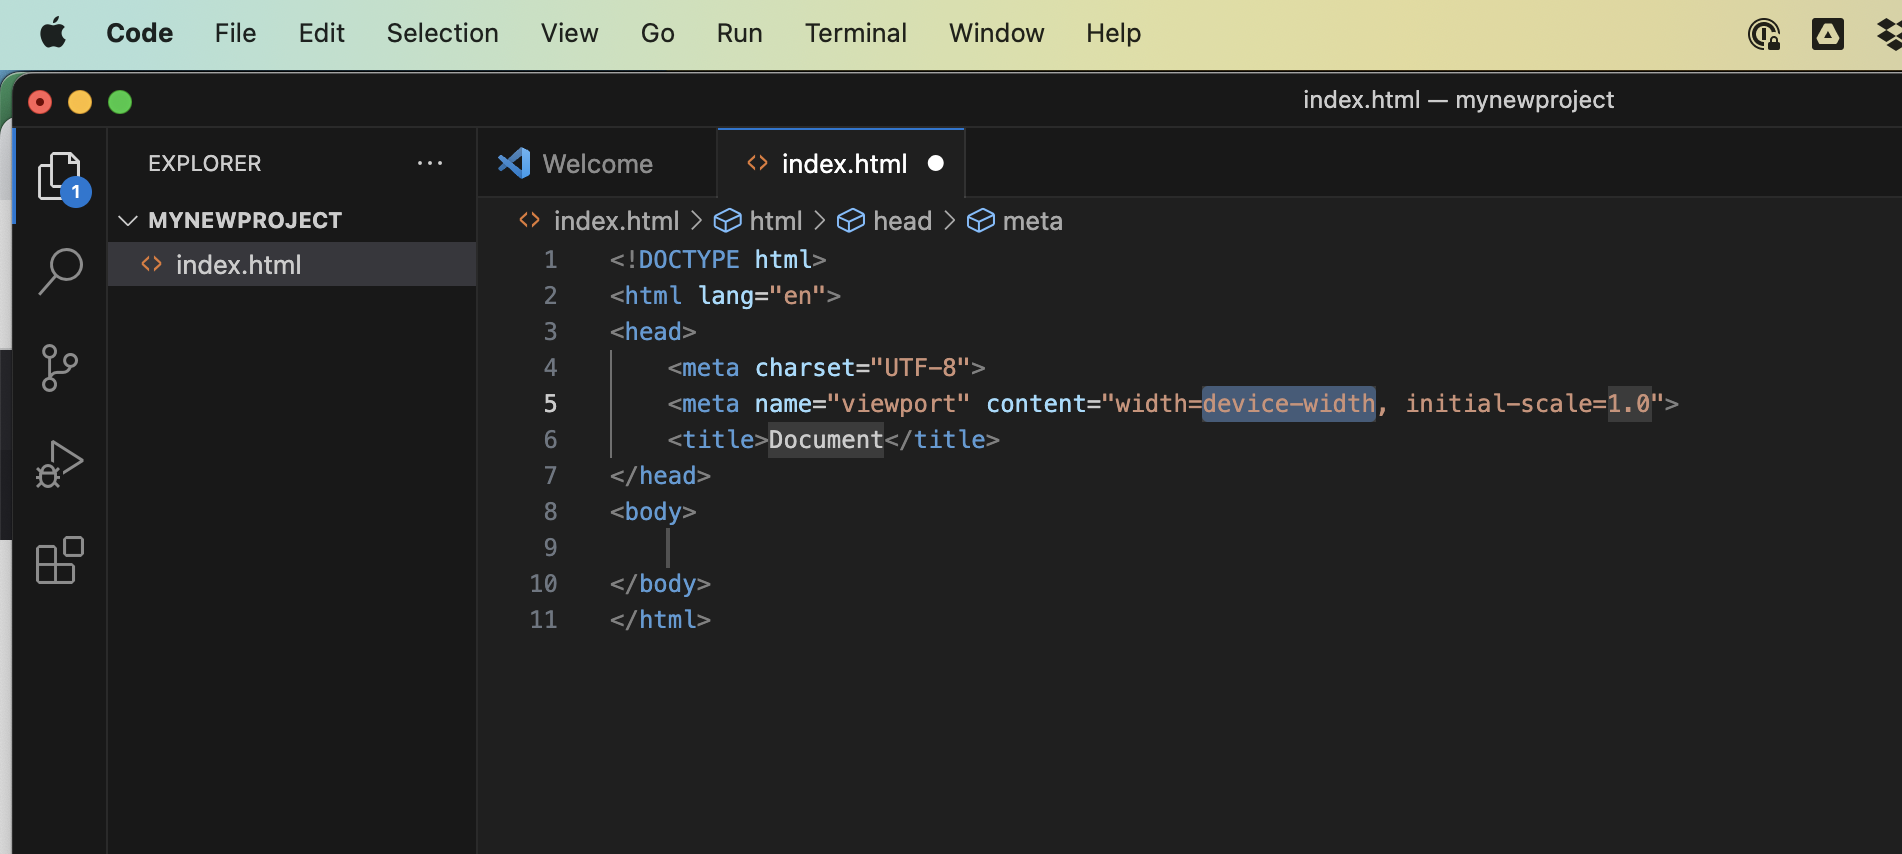 Code File Edit Selection View Go Run Terminal Window Help
index.html — mynewproject
EXPLORER ···
1
MYNEWPROJECT
index.html
Welcome
index.html
index.html > html > head > meta
1 <!DOCTYPE html>
2 <html lang="en">
3 <head>
4     <meta charset="UTF-8">
5     <meta name="viewport" content="width=device-width, initial-scale=1.0">
6     <title>Document</title>
7 </head>
8 <body>
9
10 </body>
11 </html>